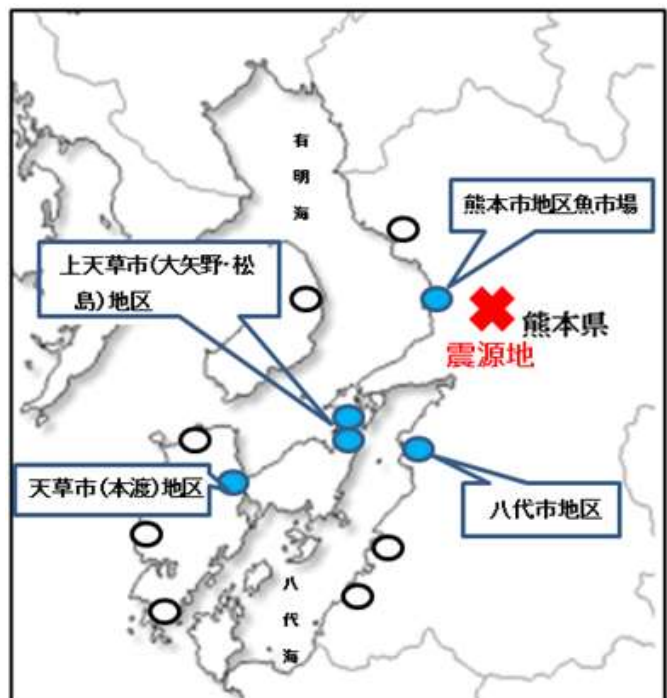 有明海
熊本市地区魚市場
上天草市(大矢野・松
島)地区
熊本県
震源地
天草市(本渡)地区
八代市地区
八代海